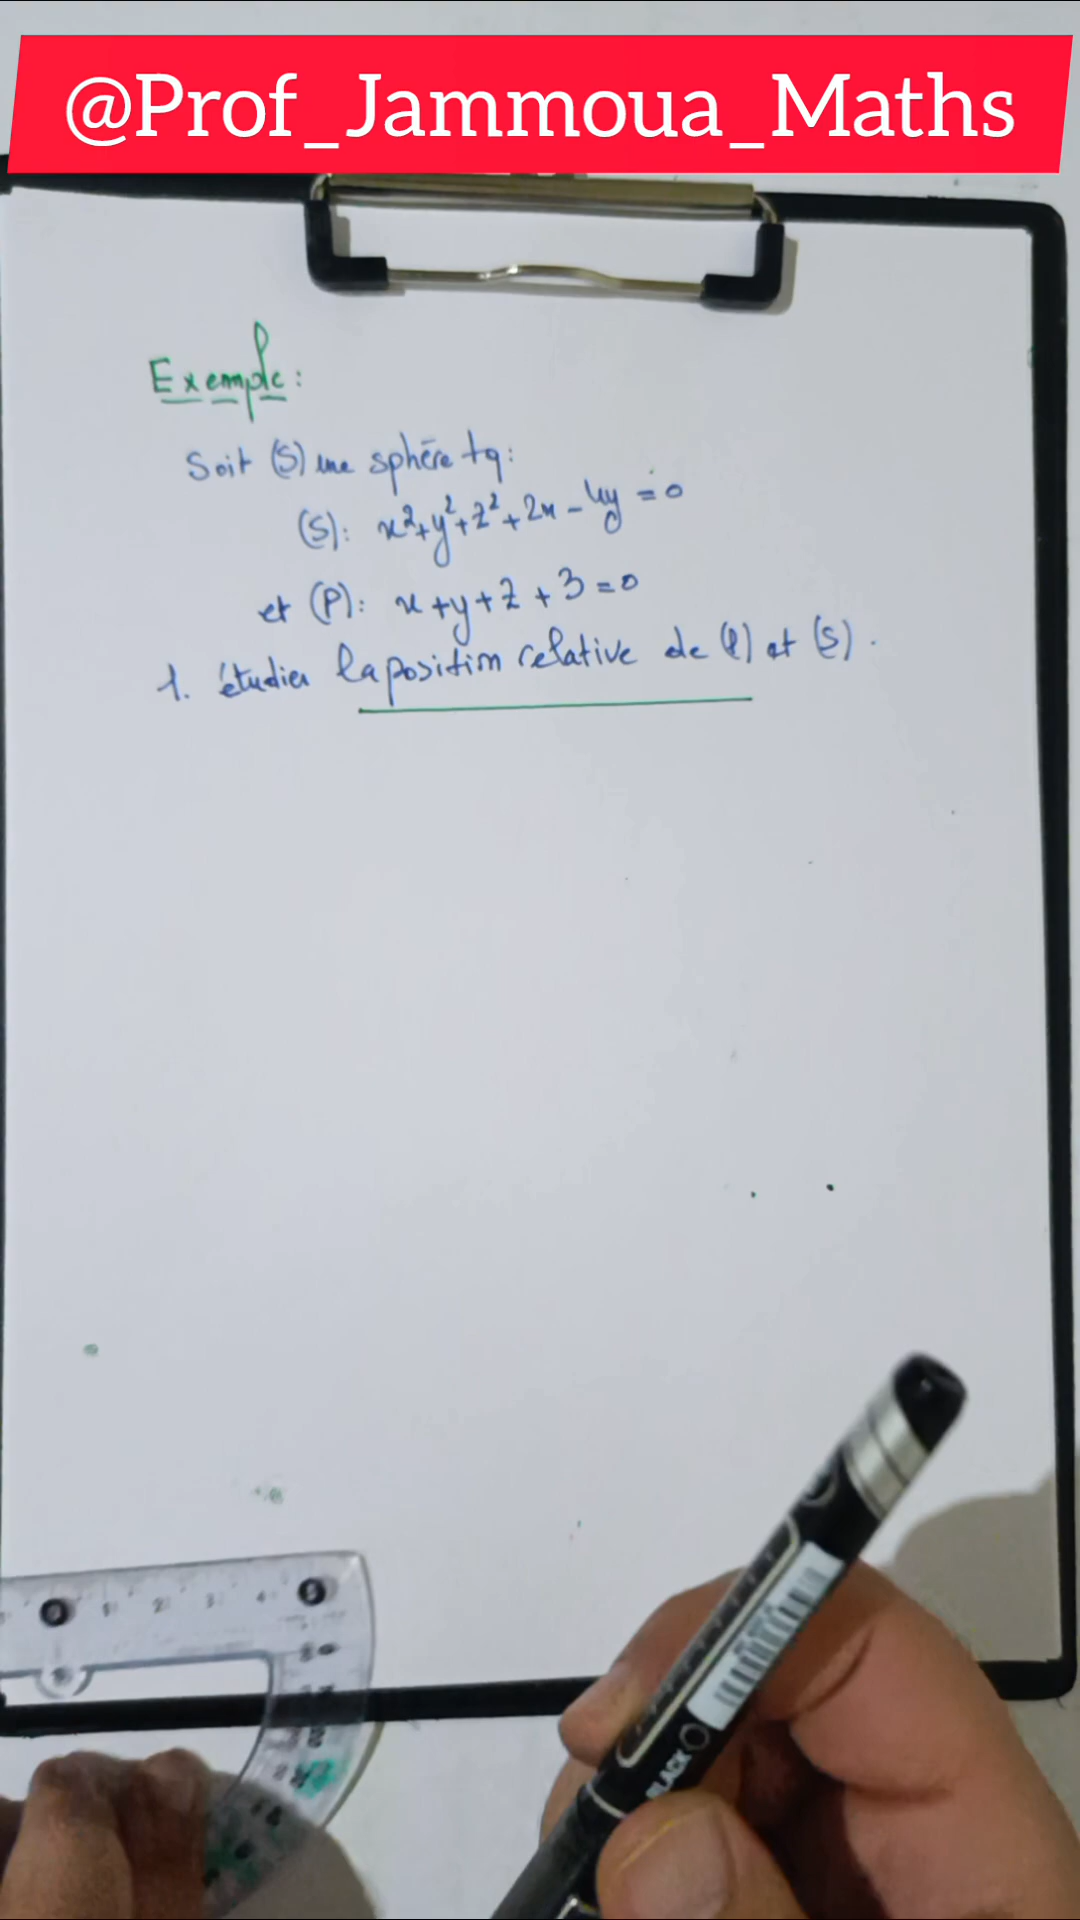 @Prof_Jammoua_Maths
Exemple:
Soit (S) une sphère tq:
(S): x²+y²+z²+2x-4y=0
et (P): x+y+z+3=0
1. étudier la position relative de (P) et (S).
BLACK